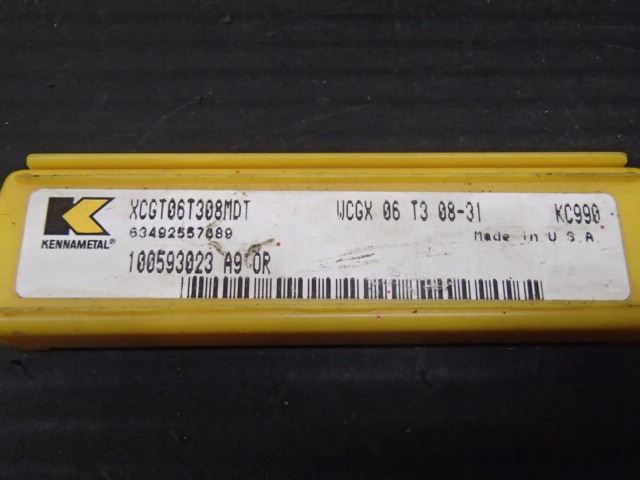 KENNAMETAL®
XCGT06T308MDT WCGX 06 T3 08-31 KC990
63492557089 Made in U S A
100593023 A9 OR